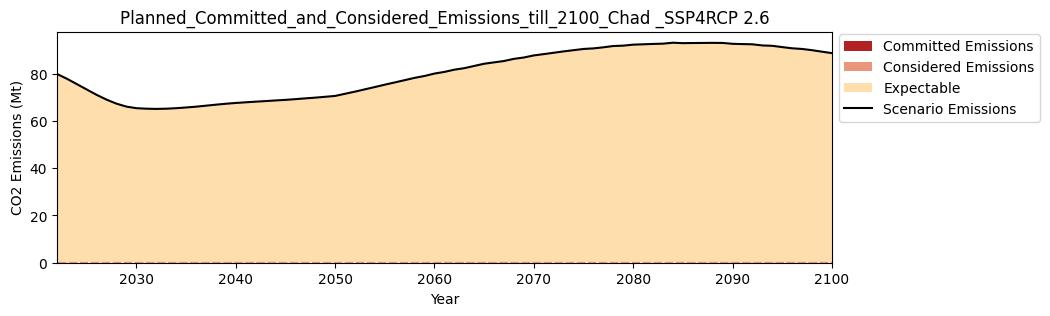 Planned_Committed_and_Considered_Emissions_till_2100_Chad _SSP4RCP 2.6
Committed Emissions
Considered Emissions
Expectable
Scenario Emissions
CO2 Emissions (Mt)
80
60
40
20
0
2030 2040 2050 2060 2070 2080 2090 2100
Year